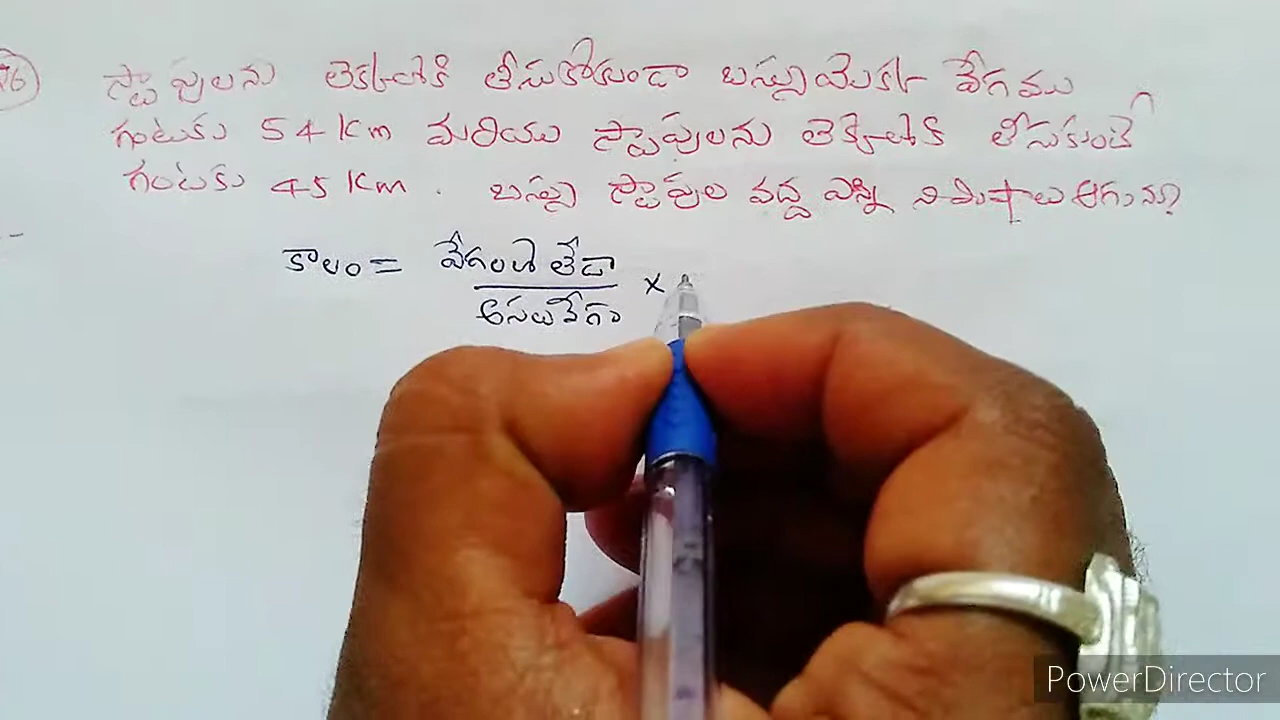 76
స్టాపులను లెక్కలోకి తీసుకోకుండా బస్సుయొక్క వేగము
గంటకు 54 Km మరియు స్టాపులను లెక్కలోకి తీసుకుంటే
గంటకు 45 Km . బస్సు స్టాపుల వద్ద ఎన్ని నిమిషాలు ఆగును?
కాలం = వేగంలో తేడా ×
అసలువేగం
PowerDirector